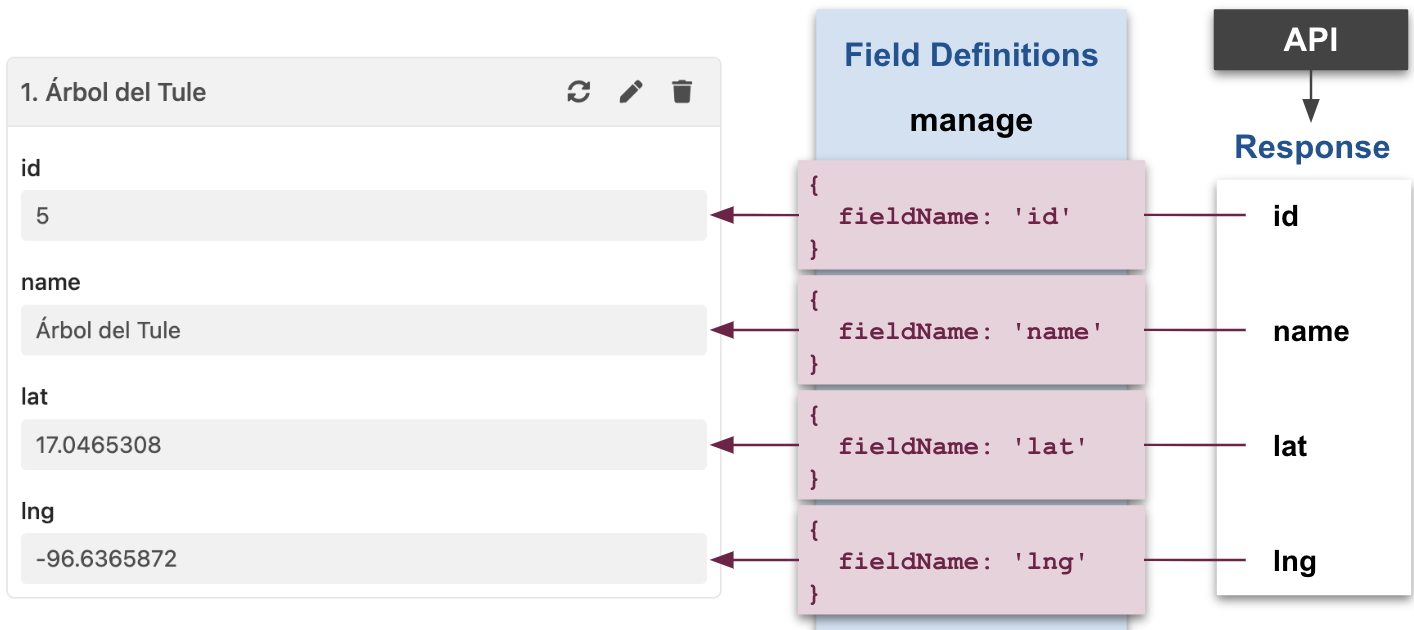 1. Árbol del Tule
id
5
name
Árbol del Tule
lat
17.0465308
lng
-96.6365872
Field Definitions
manage
{
  fieldName: 'id'
}
{
  fieldName: 'name'
}
{
  fieldName: 'lat'
}
{
  fieldName: 'lng'
}
API
Response
id
name
lat
lng